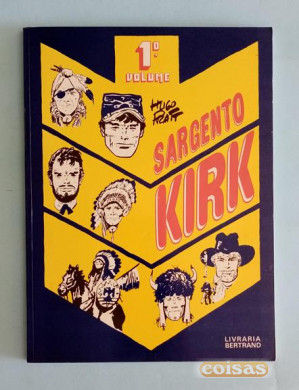 1º
VOLUME
HUGO
PRATT
SARGENTO
KIRK
LIVRARIA
BERTRAND
coisas